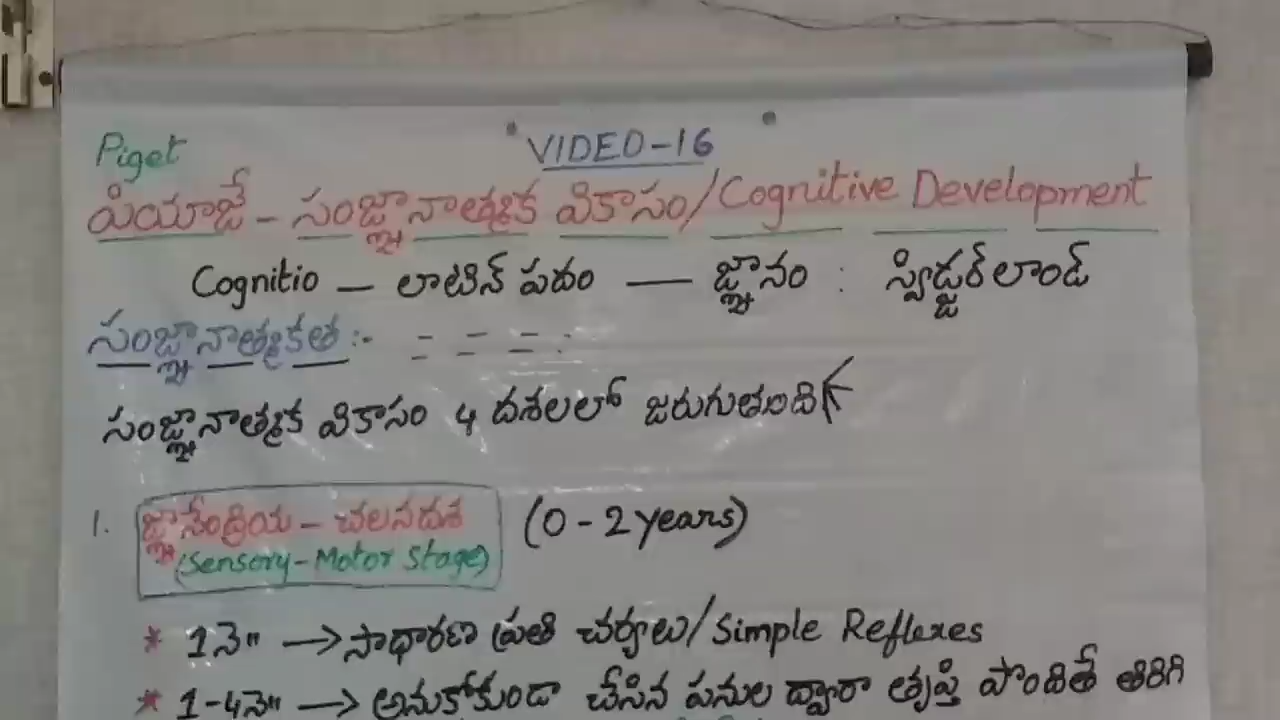 Piget
VIDEO-16
పియాజే - సంజ్ఞానాత్మక వికాసం/Cognitive Development
Cognitio — లాటిన్ పదం — జ్ఞానం : స్విడ్జర్ లాండ్
సంజ్ఞానాత్మకత :-
సంజ్ఞానాత్మక వికాసం 4 దశలలో జరుగుతుంది
1. జ్ఞానేంద్రియ - చలనదశ (0-2 years)
(Sensory-Motor Stage)
* 1నె" → సాధారణ ప్రతి చర్యలు/Simple Reflexes
* 1-4నె" → అనుకోకుండా చేసిన పనుల ద్వారా తృప్తి పొందితే తిరిగి